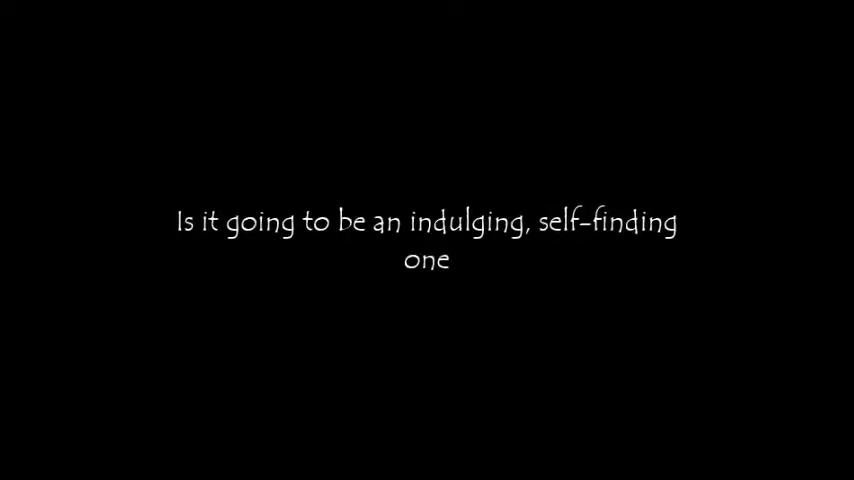 Is it going to be an indulging, self-finding
one